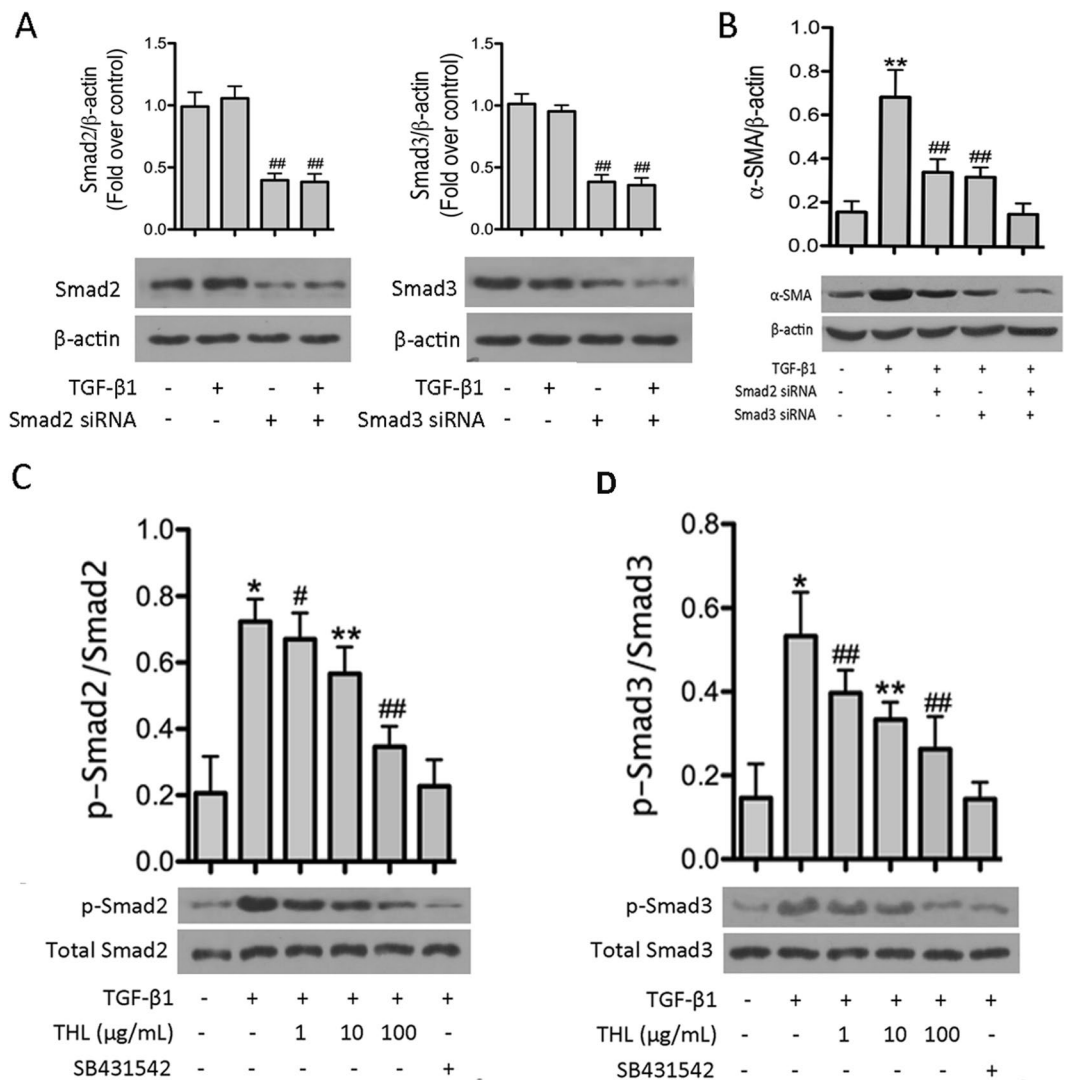 A
Smad2/β-actin
(Fold over control)
1.5
1.0
0.5
0.0
## ##
Smad2
β-actin
TGF-β1 - + - +
Smad2 siRNA - - + +
Smad3/β-actin
(Fold over control)
1.5
1.0
0.5
0.0
## ##
Smad3
β-actin
TGF-β1 - + - +
Smad3 siRNA - - + +
B
α-SMA/β-actin
1.0
0.8
0.6
0.4
0.2
0.0
** ## ##
α-SMA
β-actin
TGF-β1 - + + + +
Smad2 siRNA - - + - +
Smad3 siRNA - - - + +
C
p-Smad2/Smad2
1.0
0.8
0.6
0.4
0.2
0.0
* # ** ##
p-Smad2
Total Smad2
TGF-β1 - + + + + +
THL (µg/mL) - - 1 10 100 -
SB431542 - - - - - +
D
p-Smad3/Smad3
0.8
0.6
0.4
0.2
0.0
* ## ** ##
p-Smad3
Total Smad3
TGF-β1 - + + + + +
THL (µg/mL) - - 1 10 100 -
SB431542 - - - - - +